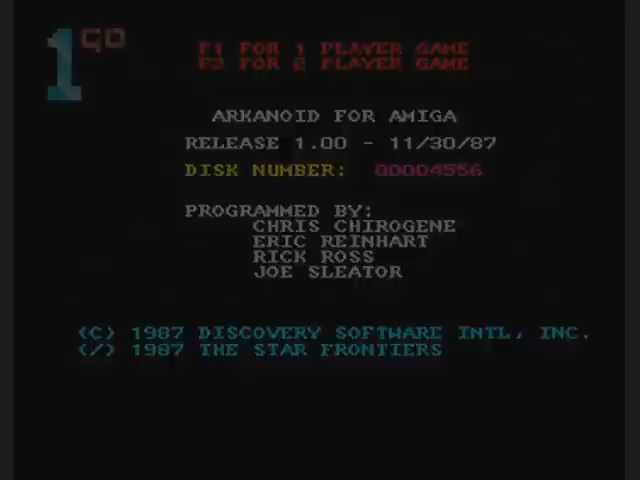 1 GO
F1 FOR 1 PLAYER GAME
F2 FOR 2 PLAYER GAME
ARKANOID FOR AMIGA
RELEASE 1.00 - 11/30/87
DISK NUMBER: 00004556
PROGRAMMED BY:
CHRIS CHIROGENE
ERIC REINHART
RICK ROSS
JOE SLEATOR
(C) 1987 DISCOVERY SOFTWARE INTL, INC.
(/) 1987 THE STAR FRONTIERS